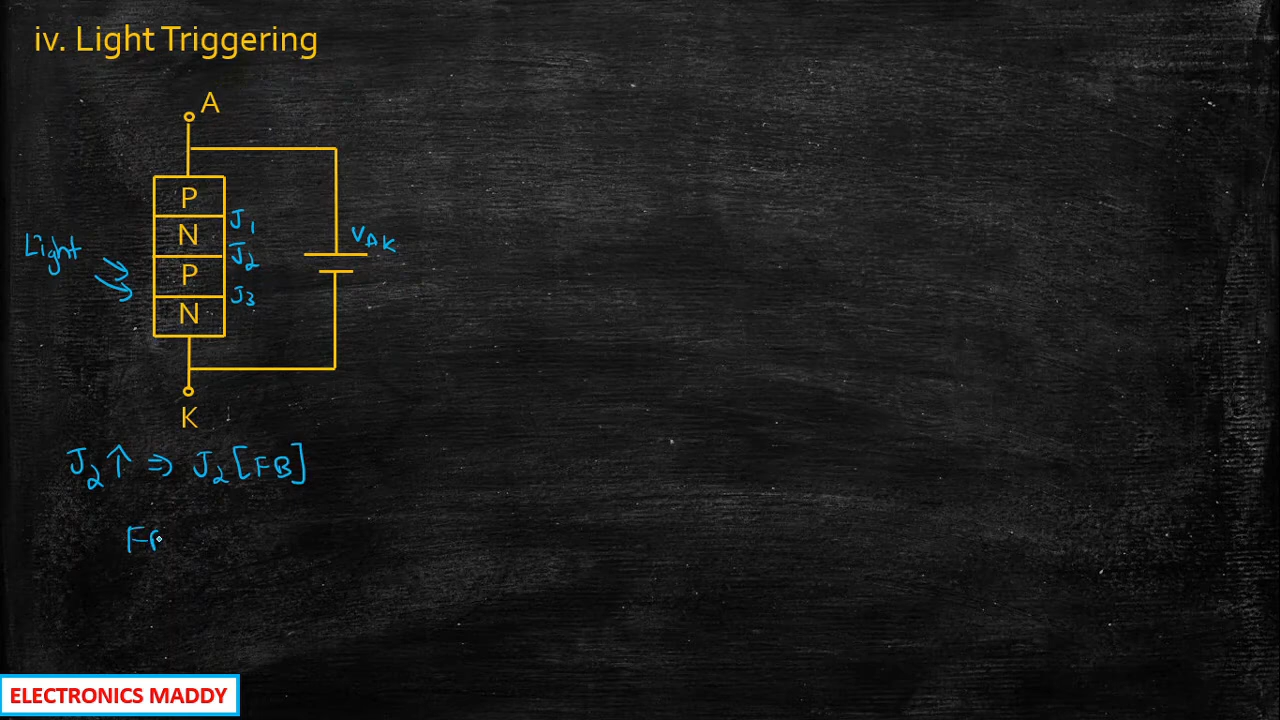 iv. Light Triggering
A
P
J1
N
Light
J2
VAK
P
J3
N
K
J2↑ ⇒ J2 [FB]
ELECTRONICS MADDY